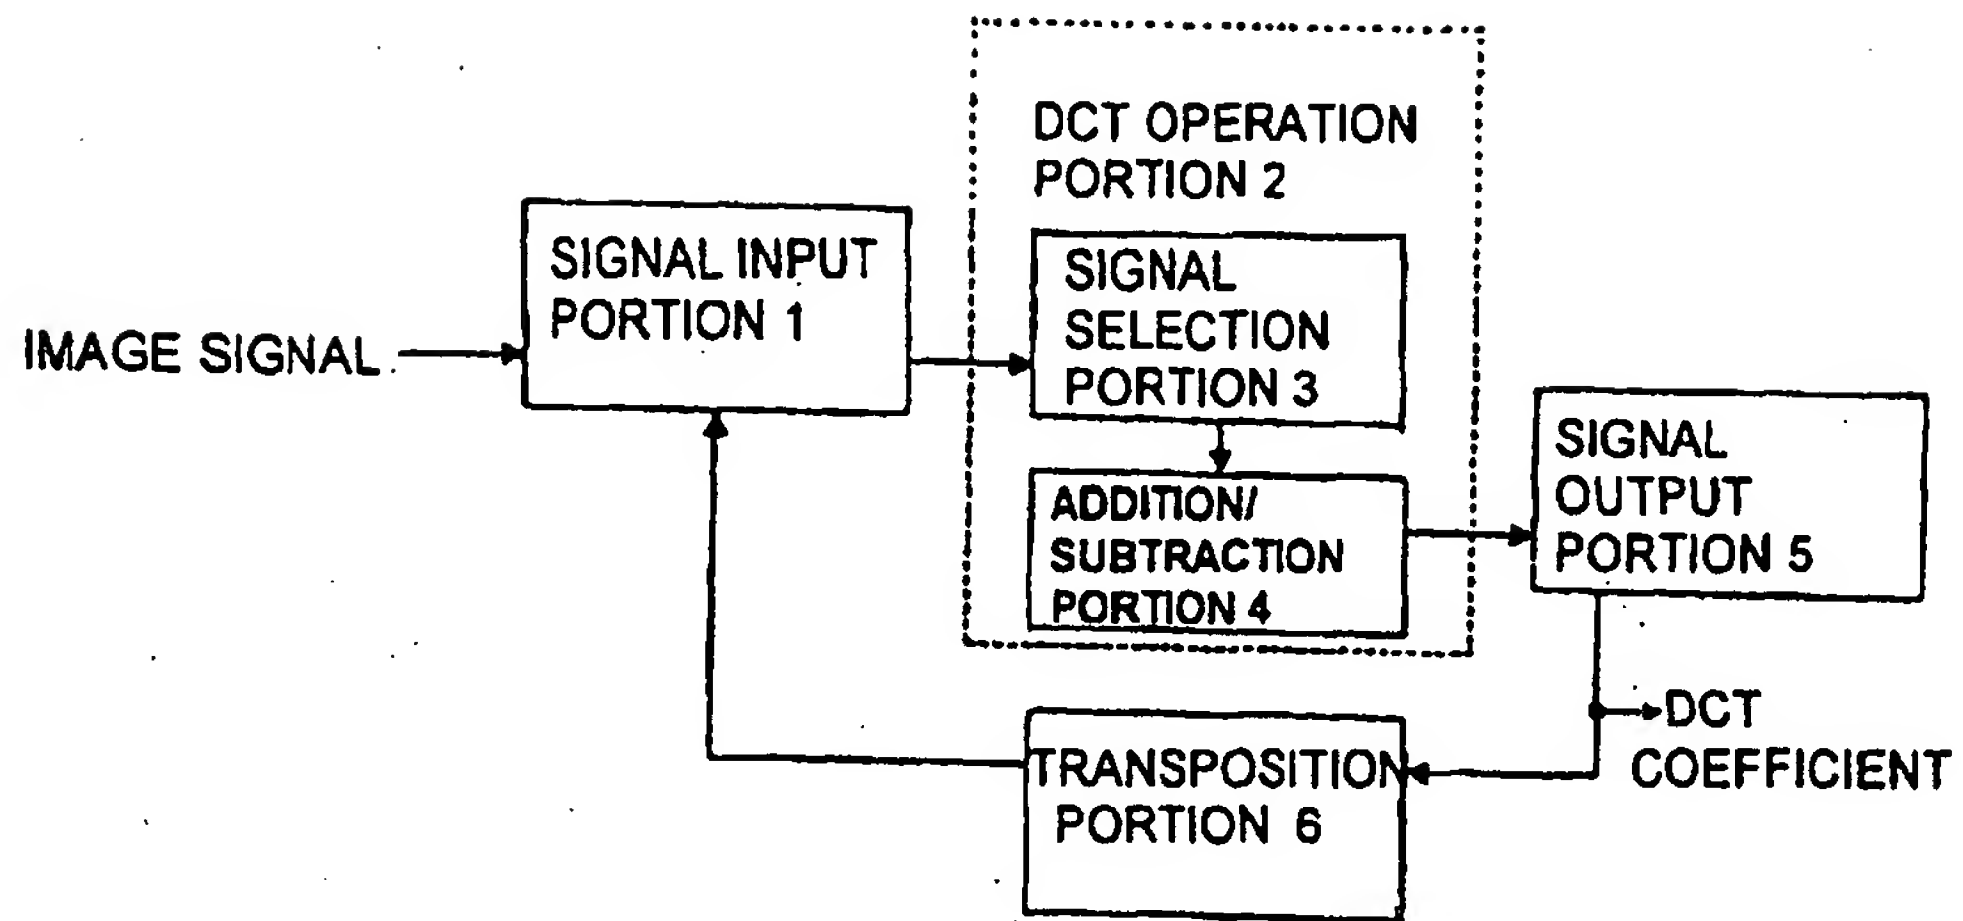 DCT OPERATION
PORTION 2
SIGNAL INPUT
PORTION 1
IMAGE SIGNAL
SIGNAL
SELECTION
PORTION 3
ADDITION/
SUBTRACTION
PORTION 4
SIGNAL
OUTPUT
PORTION 5
DCT
COEFFICIENT
TRANSPOSITION
PORTION 6